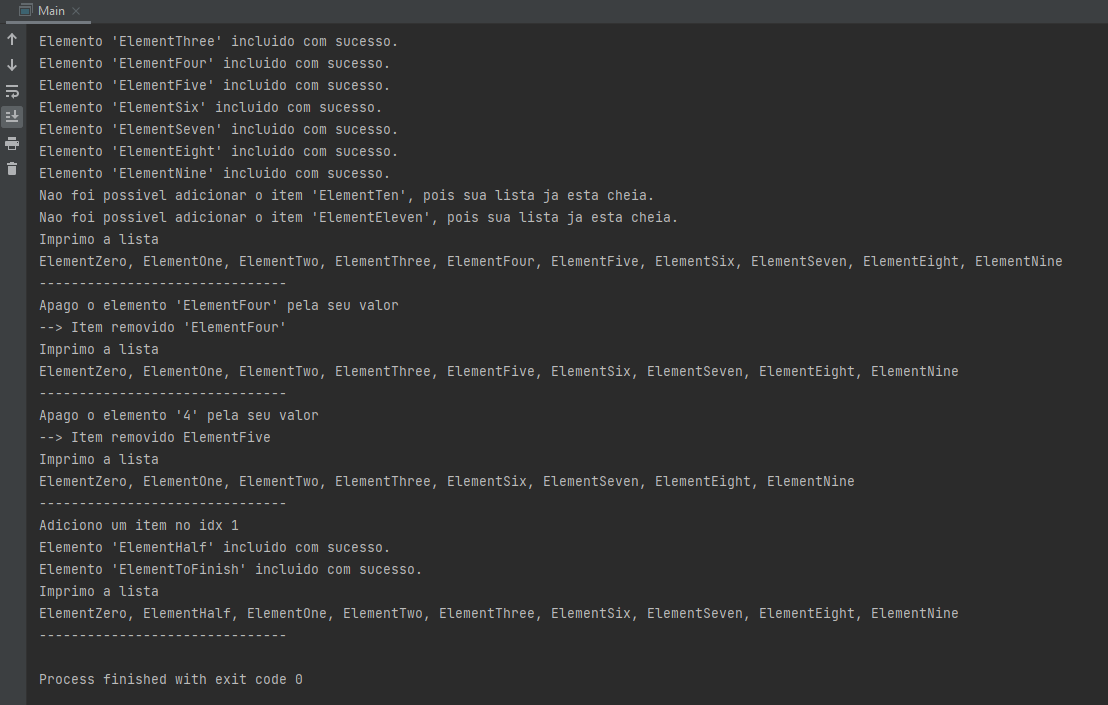 Main
Elemento 'ElementThree' incluido com sucesso.
Elemento 'ElementFour' incluido com sucesso.
Elemento 'ElementFive' incluido com sucesso.
Elemento 'ElementSix' incluido com sucesso.
Elemento 'ElementSeven' incluido com sucesso.
Elemento 'ElementEight' incluido com sucesso.
Elemento 'ElementNine' incluido com sucesso.
Nao foi possivel adicionar o item 'ElementTen', pois sua lista ja esta cheia.
Nao foi possivel adicionar o item 'ElementEleven', pois sua lista ja esta cheia.
Imprimo a lista
ElementZero, ElementOne, ElementTwo, ElementThree, ElementFour, ElementFive, ElementSix, ElementSeven, ElementEight, ElementNine
-------------------------------
Apago o elemento 'ElementFour' pela seu valor
--> Item removido 'ElementFour'
Imprimo a lista
ElementZero, ElementOne, ElementTwo, ElementThree, ElementFive, ElementSix, ElementSeven, ElementEight, ElementNine
-------------------------------
Apago o elemento '4' pela seu valor
--> Item removido ElementFive
Imprimo a lista
ElementZero, ElementOne, ElementTwo, ElementThree, ElementSix, ElementSeven, ElementEight, ElementNine
-------------------------------
Adiciono um item no idx 1
Elemento 'ElementHalf' incluido com sucesso.
Elemento 'ElementToFinish' incluido com sucesso.
Imprimo a lista
ElementZero, ElementHalf, ElementOne, ElementTwo, ElementThree, ElementSix, ElementSeven, ElementEight, ElementNine
-------------------------------
Process finished with exit code 0